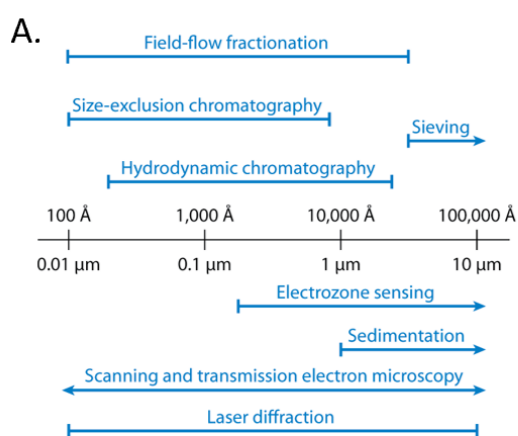 A.
Field-flow fractionation
Size-exclusion chromatography
Sieving
Hydrodynamic chromatography
100 Å 1,000 Å 10,000 Å 100,000 Å
0.01 µm 0.1 µm 1 µm 10 µm
Electrozone sensing
Sedimentation
Scanning and transmission electron microscopy
Laser diffraction